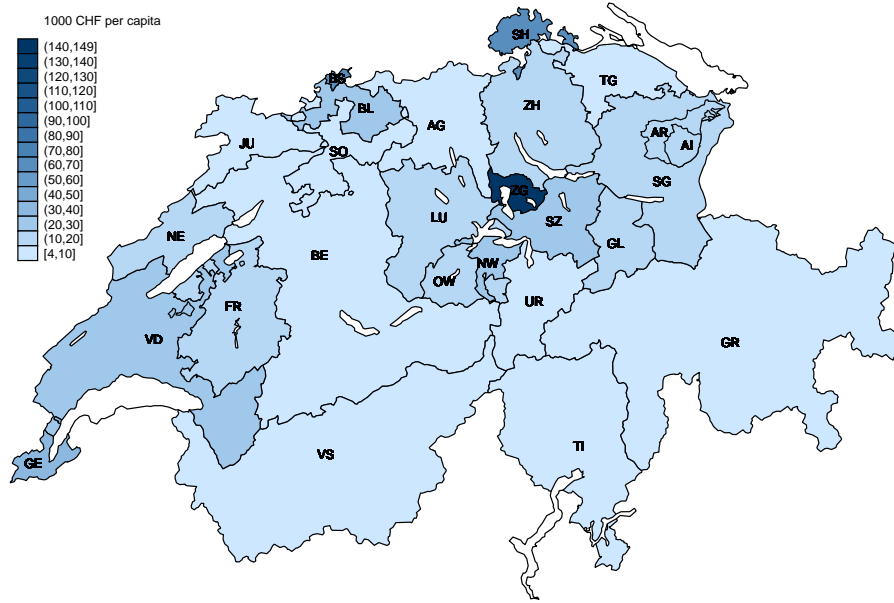 1000 CHF per capita
(140,149]
(130,140]
(120,130]
(110,120]
(100,110]
(90,100]
(80,90]
(70,80]
(60,70]
(50,60]
(40,50]
(30,40]
(20,30]
(10,20]
[4,10]
SH
BS
TG
BL
ZH
AG
AR
AI
JU
SO
SG
ZG
LU
SZ
NE
GL
BE
NW
OW
UR
FR
VD
GR
TI
VS
GE